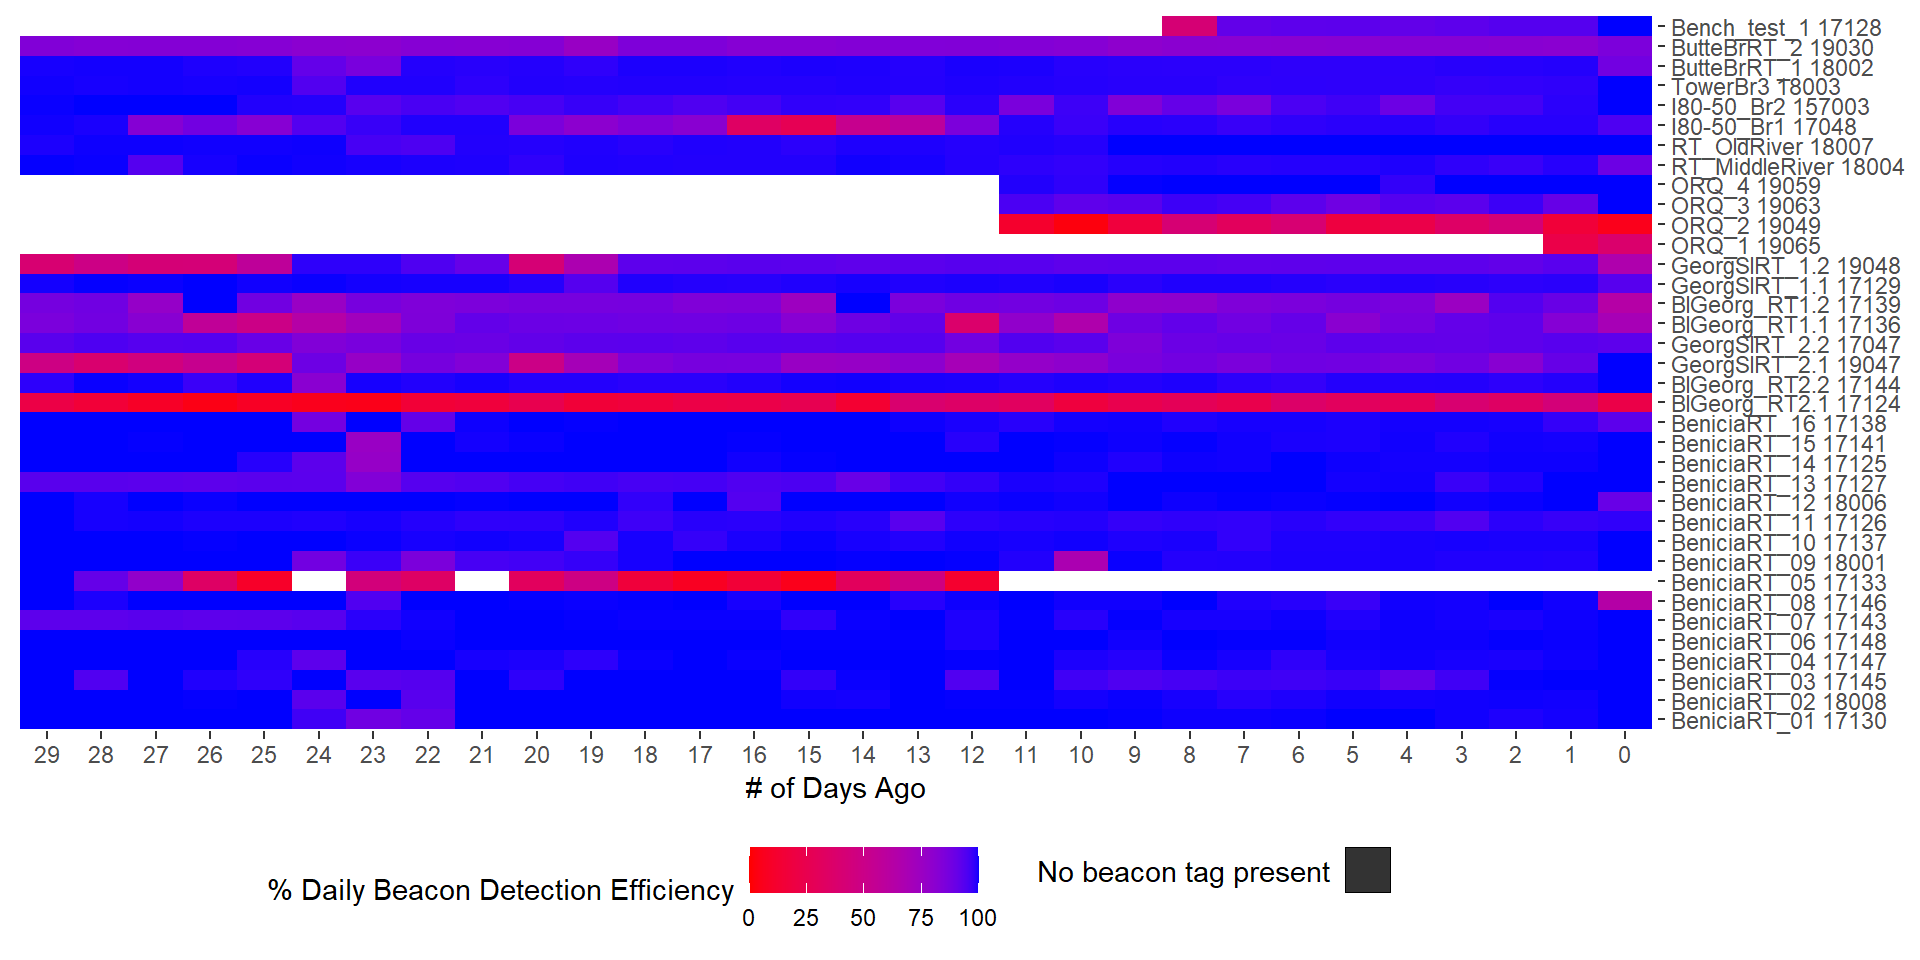 Bench_test_1 17128
ButteBrRT_2 19030
ButteBrRT_1 18002
TowerBr3 18003
I80-50_Br2 157003
I80-50_Br1 17048
RT_OldRiver 18007
RT_MiddleRiver 18004
ORQ_4 19059
ORQ_3 19063
ORQ_2 19049
ORQ_1 19065
GeorgSlRT_1.2 19048
GeorgSlRT_1.1 17129
BlGeorg_RT1.2 17139
BlGeorg_RT1.1 17136
GeorgSlRT_2.2 17047
GeorgSlRT_2.1 19047
BlGeorg_RT2.2 17144
BlGeorg_RT2.1 17124
BeniciaRT_16 17138
BeniciaRT_15 17141
BeniciaRT_14 17125
BeniciaRT_13 17127
BeniciaRT_12 18006
BeniciaRT_11 17126
BeniciaRT_10 17137
BeniciaRT_09 18001
BeniciaRT_05 17133
BeniciaRT_08 17146
BeniciaRT_07 17143
BeniciaRT_06 17148
BeniciaRT_04 17147
BeniciaRT_03 17145
BeniciaRT_02 18008
BeniciaRT_01 17130
29 28 27 26 25 24 23 22 21 20 19 18 17 16 15 14 13 12 11 10 9 8 7 6 5 4 3 2 1 0
# of Days Ago
% Daily Beacon Detection Efficiency
0 25 50 75 100
No beacon tag present